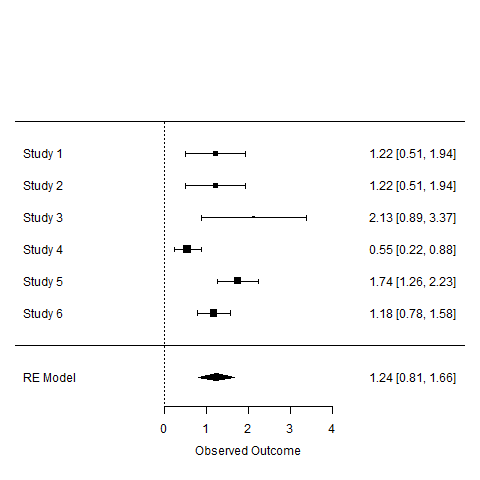 Study 1 1.22 [0.51, 1.94]
Study 2 1.22 [0.51, 1.94]
Study 3 2.13 [0.89, 3.37]
Study 4 0.55 [0.22, 0.88]
Study 5 1.74 [1.26, 2.23]
Study 6 1.18 [0.78, 1.58]
RE Model 1.24 [0.81, 1.66]
0 1 2 3 4
Observed Outcome